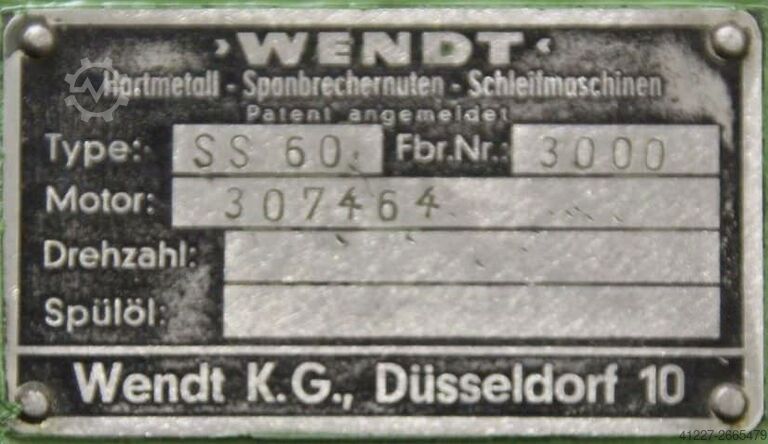 ›WENDT‹
Hartmetall - Spanbrechernuten - Schleifmaschinen
Patent angemeldet
Type: SS 60. Fbr.Nr.: 3000
Motor: 307464
Drehzahl:
Spülöl:
Wendt K.G., Düsseldorf 10
41227-2665479